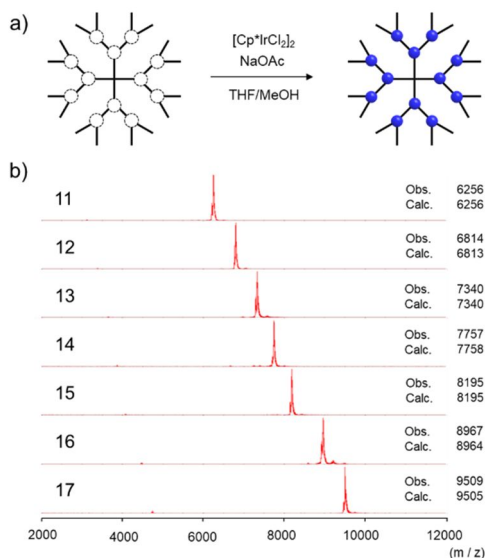 a)
[Cp*IrCl2]2
NaOAc
THF/MeOH
b)
11 Obs. 6256
Calc. 6256
12 Obs. 6814
Calc. 6813
13 Obs. 7340
Calc. 7340
14 Obs. 7757
Calc. 7758
15 Obs. 8195
Calc. 8195
16 Obs. 8967
Calc. 8964
17 Obs. 9509
Calc. 9505
2000 4000 6000 8000 10000 12000
(m / z)